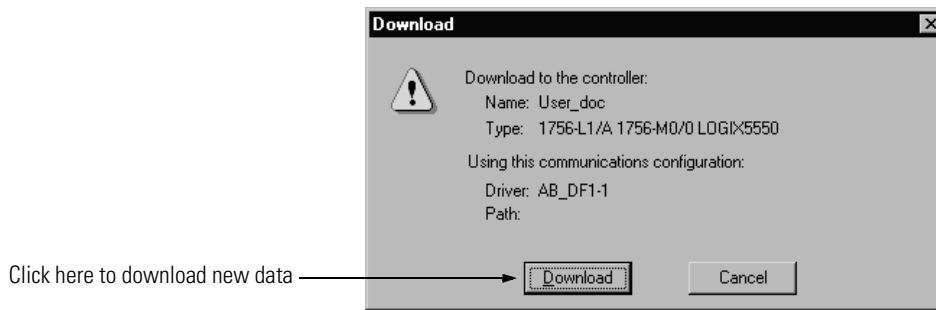 Download
Download to the controller:
Name: User_doc
Type: 1756-L1/A 1756-M0/0 LOGIX5550
Using this communications configuration:
Driver: AB_DF1-1
Path:
Click here to download new data
Download
Cancel